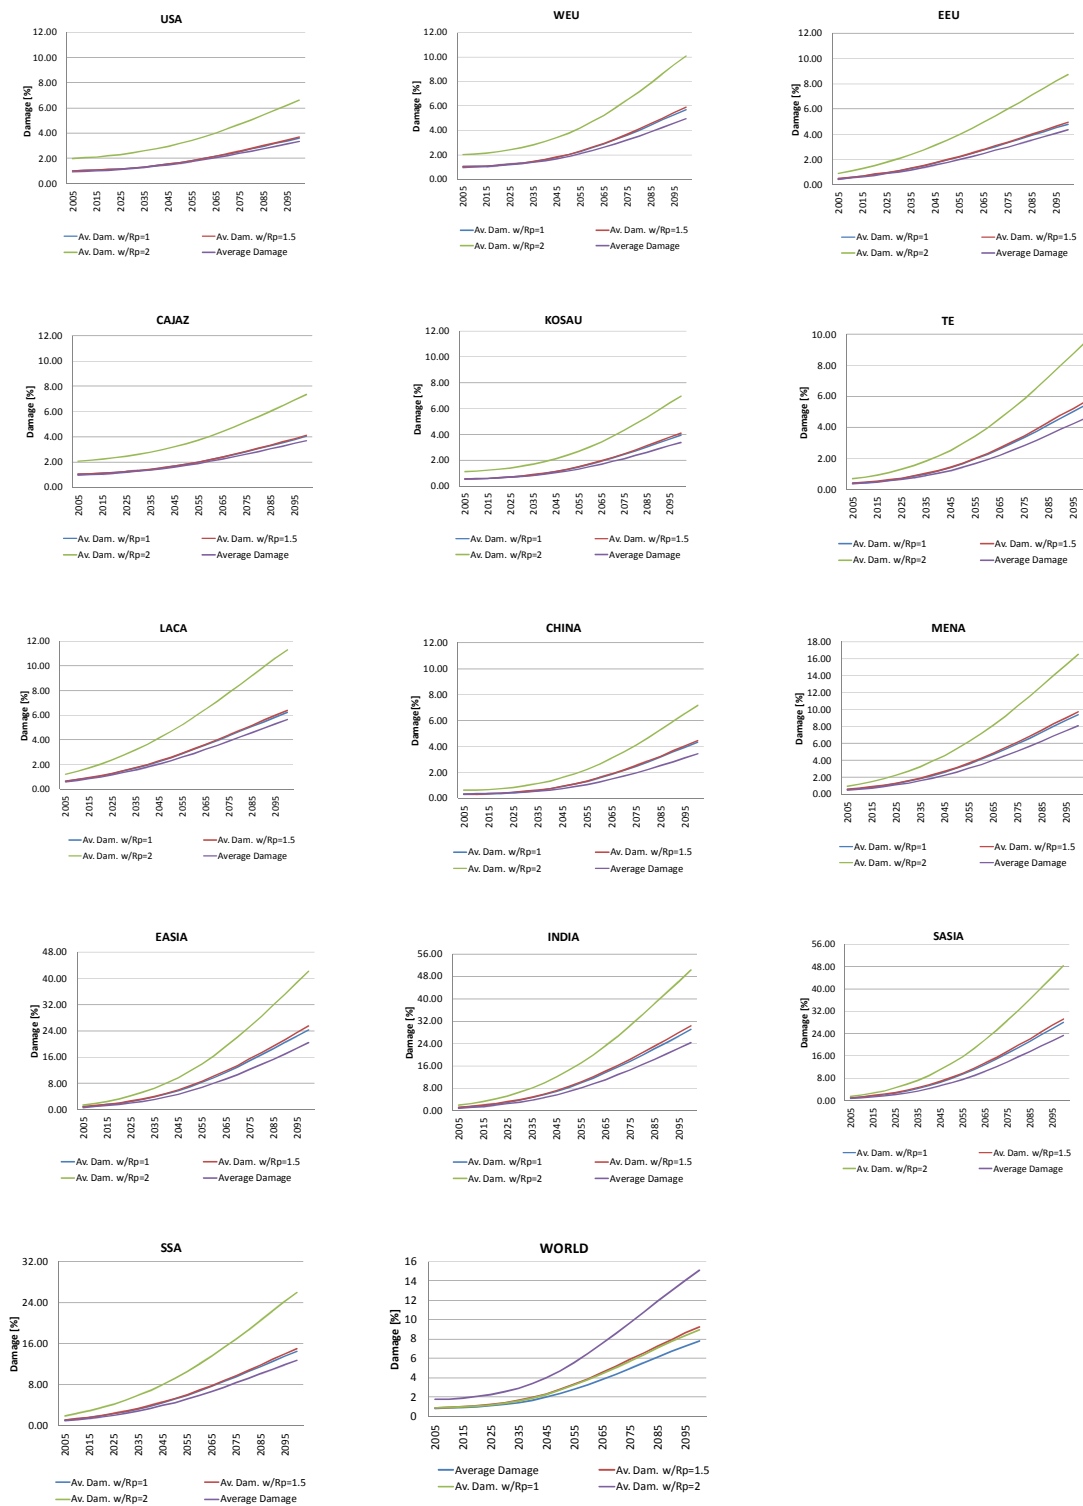 USA
Damage [%]
12.00
10.00
8.00
6.00
4.00
2.00
0.00
2005 2015 2025 2035 2045 2055 2065 2075 2085 2095
Av. Dam. w/Rp=1 Av. Dam. w/Rp=1.5
Av. Dam. w/Rp=2 Average Damage
WEU
Damage [%]
12.00
10.00
8.00
6.00
4.00
2.00
0.00
2005 2015 2025 2035 2045 2055 2065 2075 2085 2095
Av. Dam. w/Rp=1 Av. Dam. w/Rp=1.5
Av. Dam. w/Rp=2 Average Damage
EEU
Damage [%]
12.00
10.00
8.00
6.00
4.00
2.00
0.00
2005 2015 2025 2035 2045 2055 2065 2075 2085 2095
Av. Dam. w/Rp=1 Av. Dam. w/Rp=1.5
Av. Dam. w/Rp=2 Average Damage
CAJAZ
Damage [%]
12.00
10.00
8.00
6.00
4.00
2.00
0.00
2005 2015 2025 2035 2045 2055 2065 2075 2085 2095
Av. Dam. w/Rp=1 Av. Dam. w/Rp=1.5
Av. Dam. w/Rp=2 Average Damage
KOSAU
Damage [%]
12.00
10.00
8.00
6.00
4.00
2.00
0.00
2005 2015 2025 2035 2045 2055 2065 2075 2085 2095
Av. Dam. w/Rp=1 Av. Dam. w/Rp=1.5
Av. Dam. w/Rp=2 Average Damage
TE
Damage [%]
10.00
8.00
6.00
4.00
2.00
0.00
2005 2015 2025 2035 2045 2055 2065 2075 2085 2095
Av. Dam. w/Rp=1 Av. Dam. w/Rp=1.5
Av. Dam. w/Rp=2 Average Damage
LACA
Damage [%]
12.00
10.00
8.00
6.00
4.00
2.00
0.00
2005 2015 2025 2035 2045 2055 2065 2075 2085 2095
Av. Dam. w/Rp=1 Av. Dam. w/Rp=1.5
Av. Dam. w/Rp=2 Average Damage
CHINA
Damage [%]
12.00
10.00
8.00
6.00
4.00
2.00
0.00
2005 2015 2025 2035 2045 2055 2065 2075 2085 2095
Av. Dam. w/Rp=1 Av. Dam. w/Rp=1.5
Av. Dam. w/Rp=2 Average Damage
MENA
Damage [%]
18.00
16.00
14.00
12.00
10.00
8.00
6.00
4.00
2.00
0.00
2005 2015 2025 2035 2045 2055 2065 2075 2085 2095
Av. Dam. w/Rp=1 Av. Dam. w/Rp=1.5
Av. Dam. w/Rp=2 Average Damage
EASIA
Damage [%]
48.00
40.00
32.00
24.00
16.00
8.00
0.00
2005 2015 2025 2035 2045 2055 2065 2075 2085 2095
Av. Dam. w/Rp=1 Av. Dam. w/Rp=1.5
Av. Dam. w/Rp=2 Average Damage
INDIA
Damage [%]
56.00
48.00
40.00
32.00
24.00
16.00
8.00
0.00
2005 2015 2025 2035 2045 2055 2065 2075 2085 2095
Av. Dam. w/Rp=1 Av. Dam. w/Rp=1.5
Av. Dam. w/Rp=2 Average Damage
SASIA
Damage [%]
56.00
48.00
40.00
32.00
24.00
16.00
8.00
0.00
2005 2015 2025 2035 2045 2055 2065 2075 2085 2095
Av. Dam. w/Rp=1 Av. Dam. w/Rp=1.5
Av. Dam. w/Rp=2 Average Damage
SSA
Damage [%]
32.00
24.00
16.00
8.00
0.00
2005 2015 2025 2035 2045 2055 2065 2075 2085 2095
Av. Dam. w/Rp=1 Av. Dam. w/Rp=1.5
Av. Dam. w/Rp=2 Average Damage
WORLD
Damage [%]
16
14
12
10
8
6
4
2
0
2005 2015 2025 2035 2045 2055 2065 2075 2085 2095
Average Damage Av. Dam. w/Rp=1.5
Av. Dam. w/Rp=1 Av. Dam. w/Rp=2